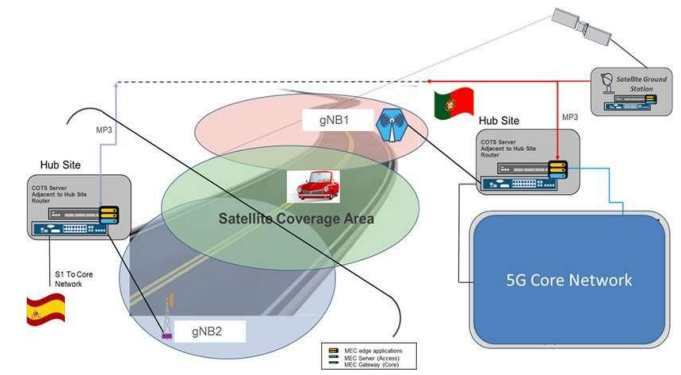 gNB1
Satellite Ground
Station
MP3
MP3
Hub Site
COTS Server
Adjacent to Hub Site
Router
Hub Site
COTS Server
Adjacent to Hub Site
Router
Satellite Coverage Area
S1 To Core
Network
5G Core Network
gNB2
MEC edge applications
MEC Server (Access)
MEC Gateway (Core)